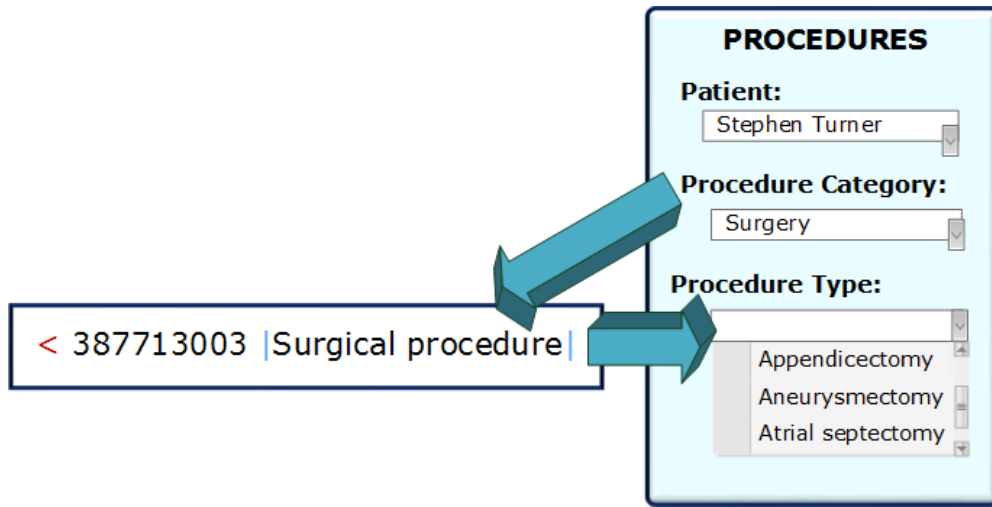 PROCEDURES
Patient:
Stephen Turner
Procedure Category:
Surgery
Procedure Type:
< 387713003 |Surgical procedure|
Appendicectomy
Aneurysmectomy
Atrial septectomy